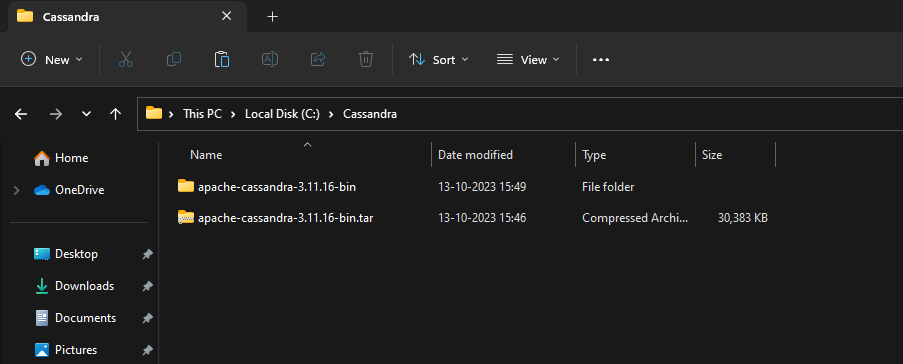 Cassandra
New Sort View
This PC Local Disk (C:) Cassandra
Home
OneDrive
Desktop
Downloads
Documents
Pictures
Name Date modified Type Size
apache-cassandra-3.11.16-bin 13-10-2023 15:49 File folder
apache-cassandra-3.11.16-bin.tar 13-10-2023 15:46 Compressed Archi... 30,383 KB